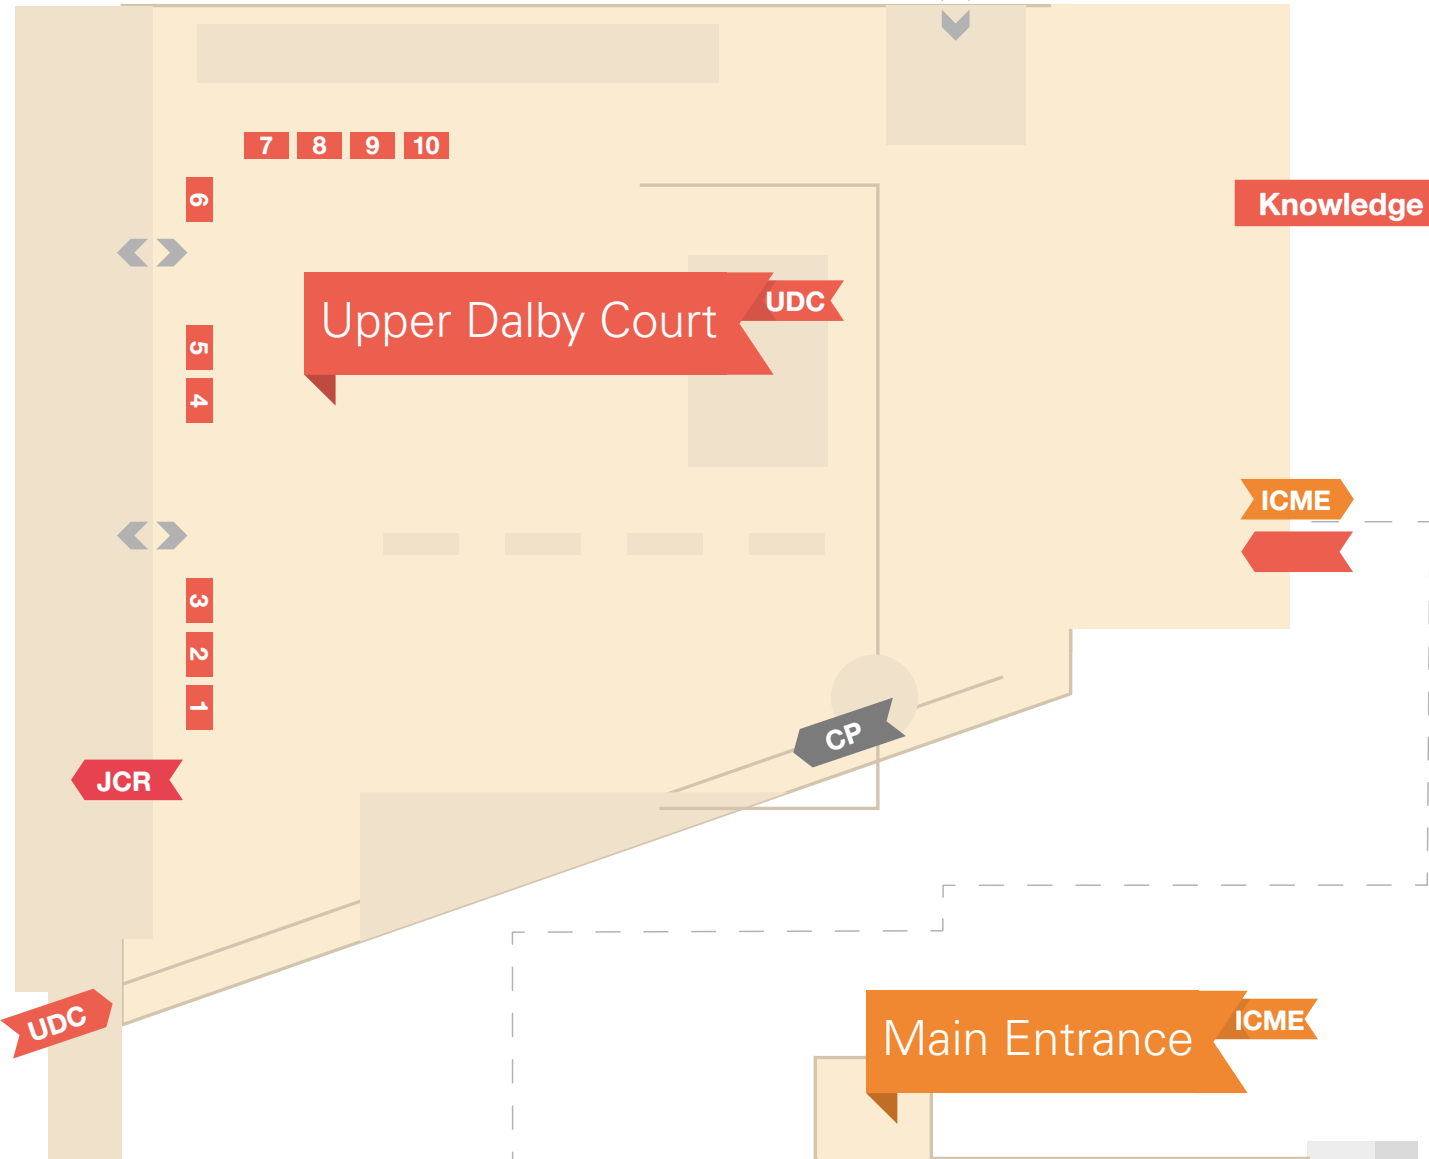 7 8 9 10
6
Knowledge
Upper Dalby Court
UDC
5
4
ICME
3
2
1
CP
JCR
UDC
Main Entrance
ICME